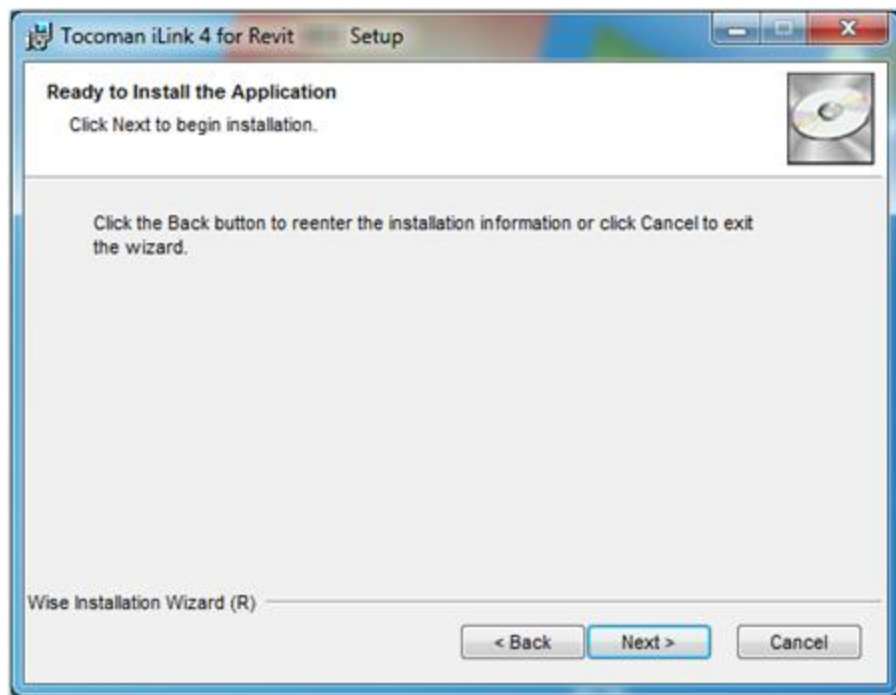 Tocoman iLink 4 for Revit Setup
Ready to Install the Application
Click Next to begin installation.
Click the Back button to reenter the installation information or click Cancel to exit
the wizard.
Wise Installation Wizard (R)
< Back Next > Cancel